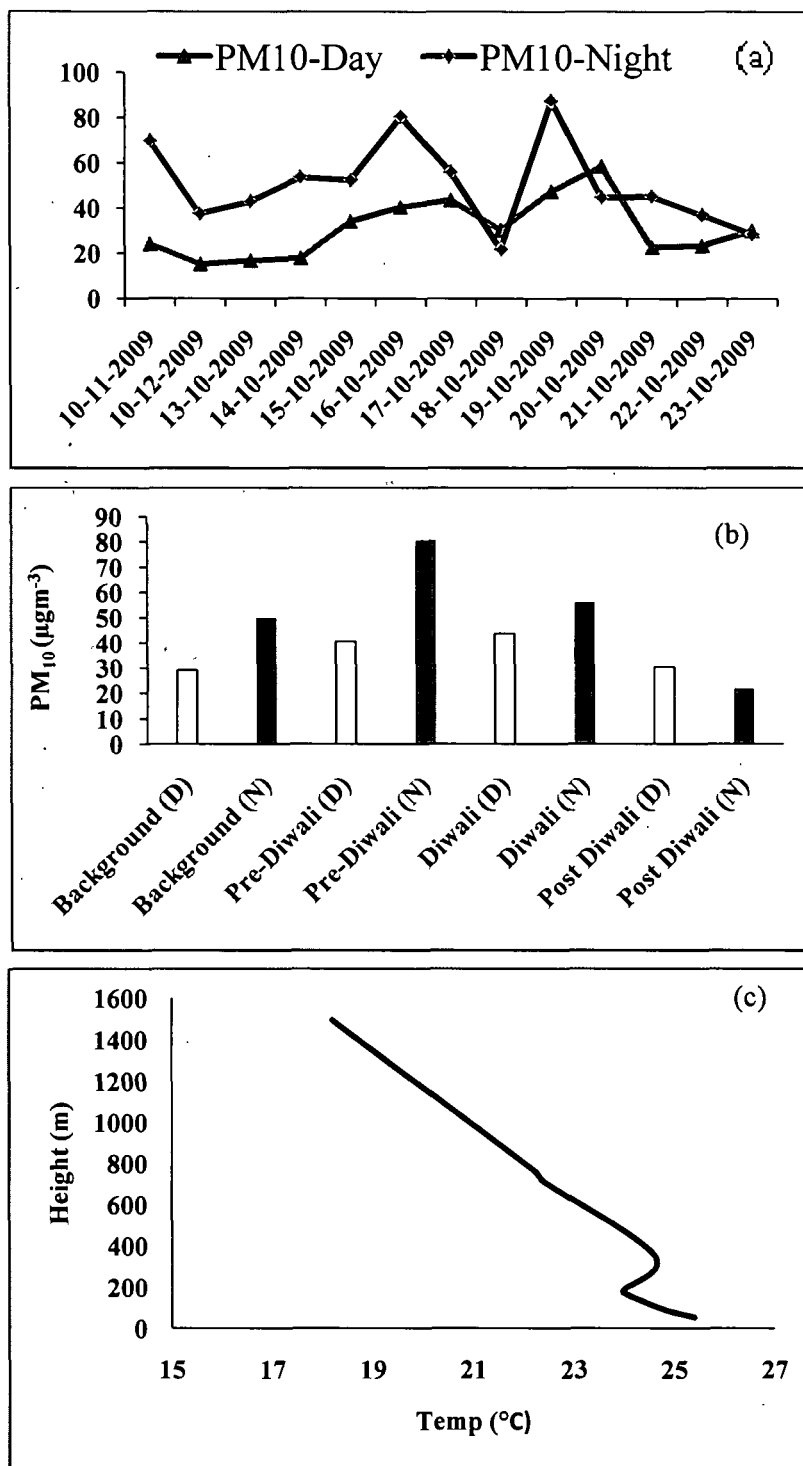 PM10-Day PM10-Night (a)
100
80
60
40
20
0
10-11-2009
10-12-2009
13-10-2009
14-10-2009
15-10-2009
16-10-2009
17-10-2009
18-10-2009
19-10-2009
20-10-2009
21-10-2009
22-10-2009
23-10-2009
(b)
PM10 (µgm-3)
90
80
70
60
50
40
30
20
10
0
Background (D)
Background (N)
Pre-Diwali (D)
Pre-Diwali (N)
Diwali (D)
Diwali (N)
Post Diwali (D)
Post Diwali (N)
(c)
Height (m)
1600
1400
1200
1000
800
600
400
200
0
15 17 19 21 23 25 27
Temp (°C)